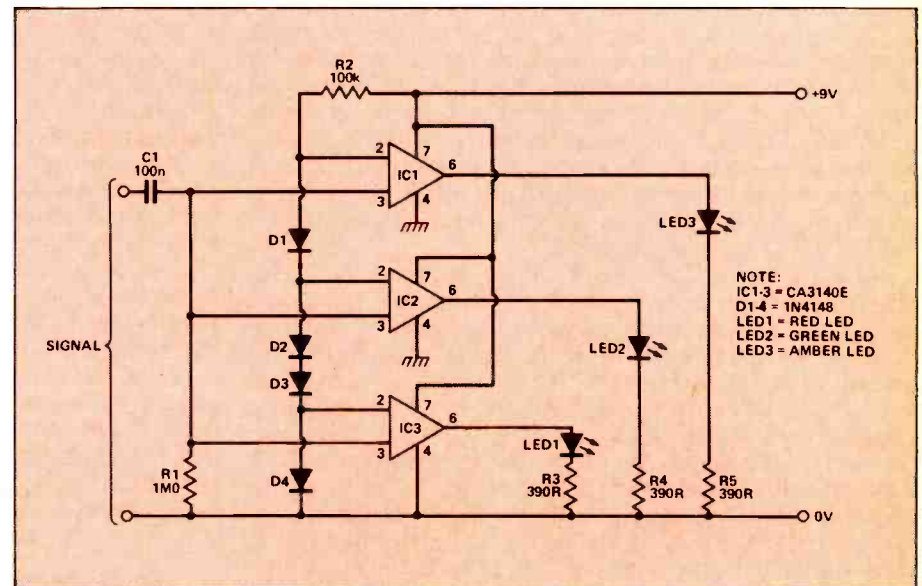 R2
100k
+9V
C1
100n
2
7
6
IC1
3
4
LED3
D1
2
7
6
IC2
3
4
NOTE:
IC1-3 = CA3140E
D1-4 = 1N4148
LED1 = RED LED
LED2 = GREEN LED
LED3 = AMBER LED
SIGNAL
D2
LED2
D3
2
7
6
IC3
3
4
LED1
R1
1M0
D4
R3
390R
R4
390R
R5
390R
0V